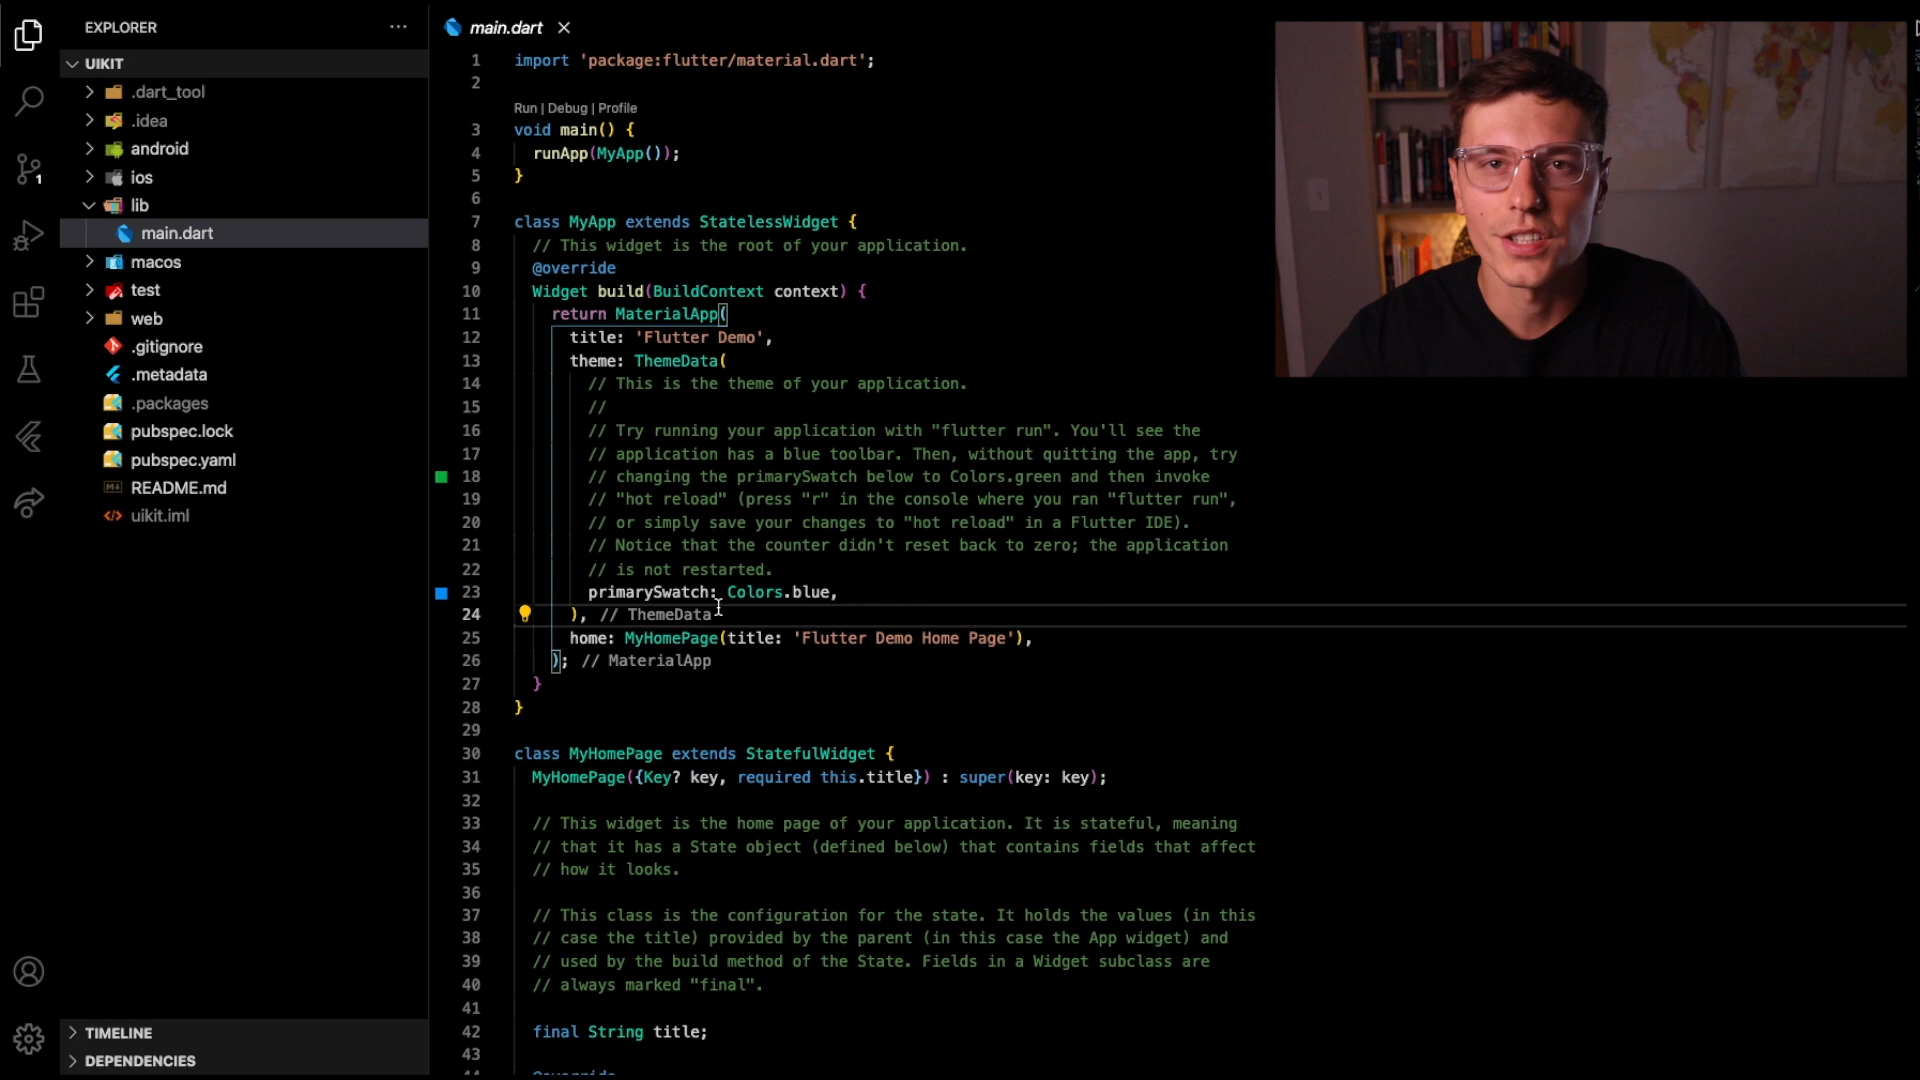 EXPLORER
UIKIT
.dart_tool
.idea
android
ios
lib
main.dart
macos
test
web
.gitignore
.metadata
.packages
pubspec.lock
pubspec.yaml
README.md
uikit.iml
TIMELINE
DEPENDENCIES
1
main.dart
1 import 'package:flutter/material.dart';
2
Run | Debug | Profile
3 void main() {
4 runApp(MyApp());
5 }
6
7 class MyApp extends StatelessWidget {
8 // This widget is the root of your application.
9 @override
10 Widget build(BuildContext context) {
11 return MaterialApp(
12 title: 'Flutter Demo',
13 theme: ThemeData(
14 // This is the theme of your application.
15 //
16 // Try running your application with "flutter run". You'll see the
17 // application has a blue toolbar. Then, without quitting the app, try
18 // changing the primarySwatch below to Colors.green and then invoke
19 // "hot reload" (press "r" in the console where you ran "flutter run",
20 // or simply save your changes to "hot reload" in a Flutter IDE).
21 // Notice that the counter didn't reset back to zero; the application
22 // is not restarted.
23 primarySwatch: Colors.blue,
24 ), // ThemeData
25 home: MyHomePage(title: 'Flutter Demo Home Page'),
26 ); // MaterialApp
27 }
28 }
29
30 class MyHomePage extends StatefulWidget {
31 MyHomePage({Key? key, required this.title}) : super(key: key);
32
33 // This widget is the home page of your application. It is stateful, meaning
34 // that it has a State object (defined below) that contains fields that affect
35 // how it looks.
36
37 // This class is the configuration for the state. It holds the values (in this
38 // case the title) provided by the parent (in this case the App widget) and
39 // used by the build method of the State. Fields in a Widget subclass are
40 // always marked "final".
41
42 final String title;
43